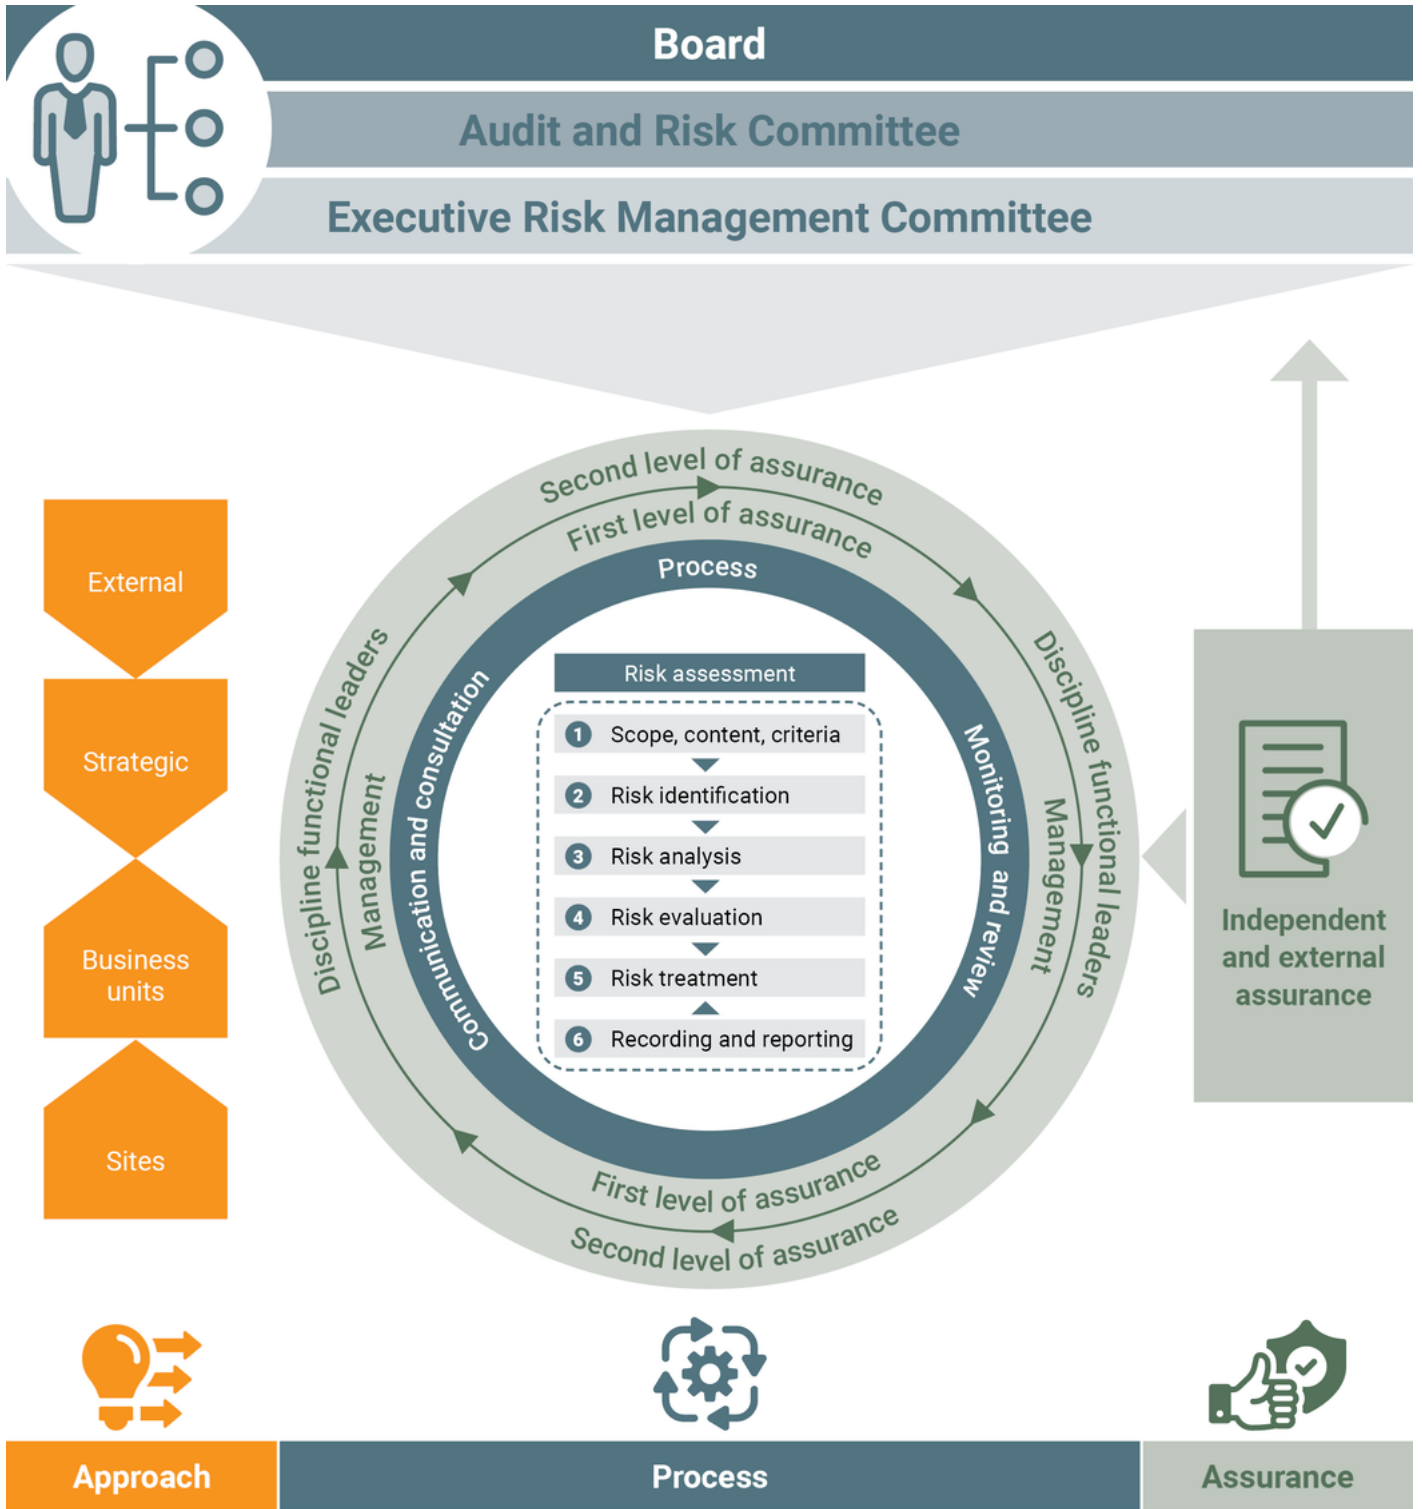 Board
Audit and Risk Committee
Executive Risk Management Committee
External
Strategic
Business
units
Sites
Second level of assurance
First level of assurance
Process
Discipline functional leaders
Management
Communication and consultation
Risk assessment
1 Scope, content, criteria
2 Risk identification
3 Risk analysis
4 Risk evaluation
5 Risk treatment
6 Recording and reporting
Monitoring and review
Management
Discipline functional leaders
First level of assurance
Second level of assurance
Independent
and external
assurance
Approach
Process
Assurance